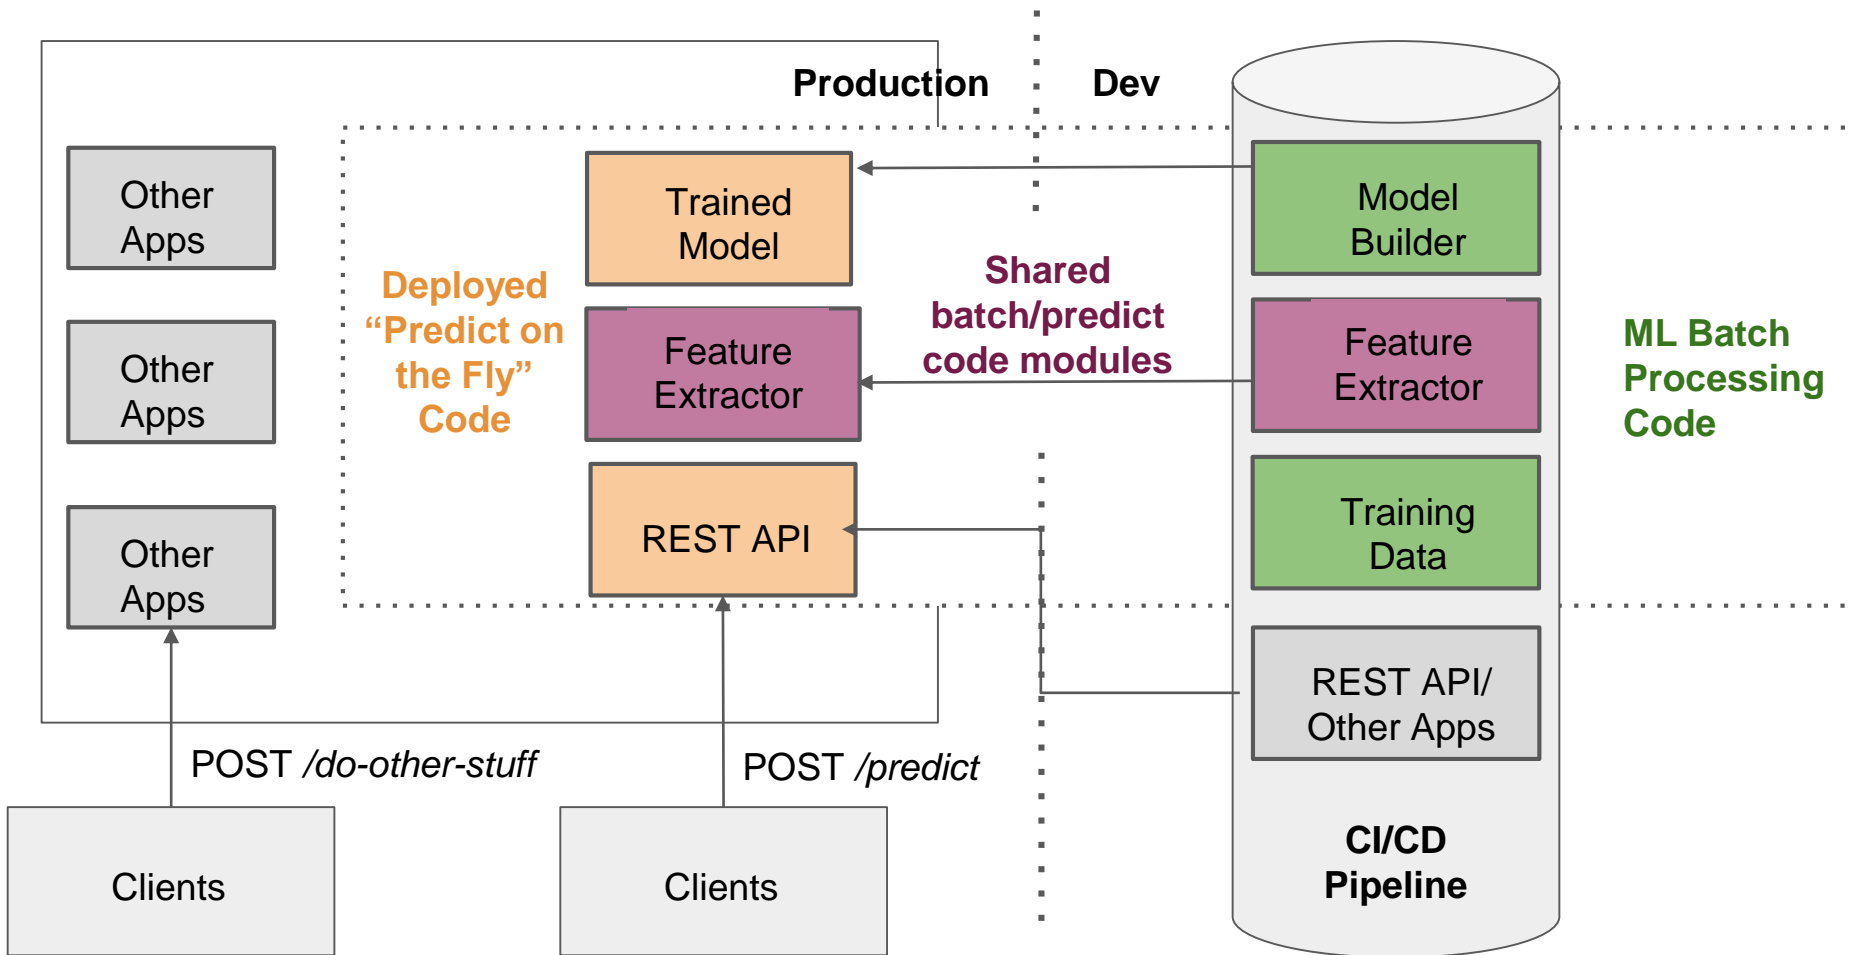 Production
Dev
Other
Apps
Trained
Model
Model
Builder
Deployed
“Predict on
the Fly”
Code
Shared
batch/predict
code modules
Other
Apps
Feature
Extractor
Feature
Extractor
ML Batch
Processing
Code
Other
Apps
REST API
Training
Data
REST API/
Other Apps
POST /do-other-stuff
POST /predict
Clients
Clients
CI/CD
Pipeline